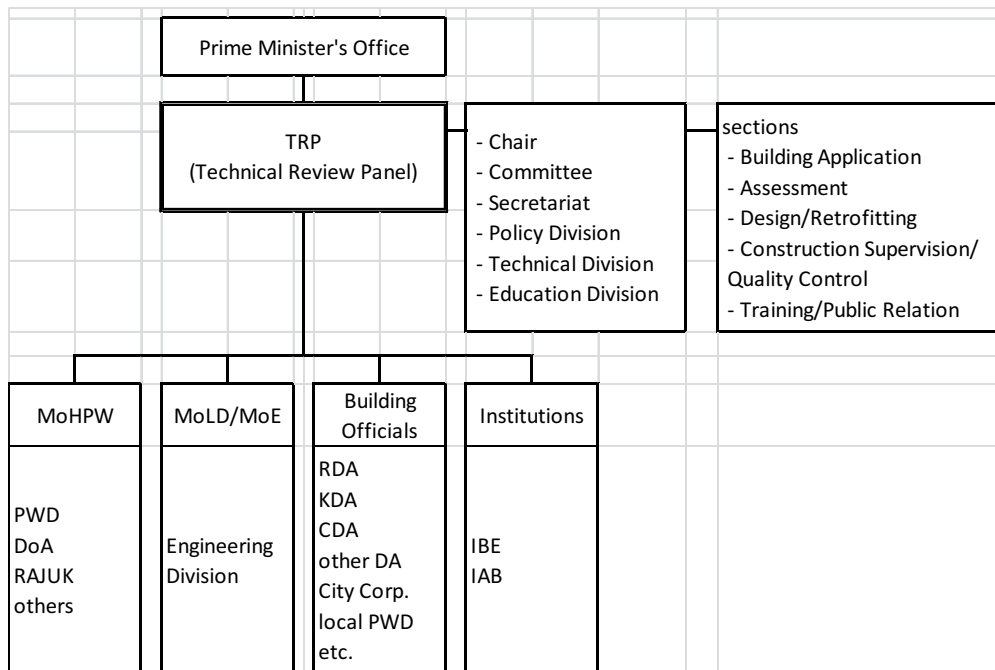 Prime Minister's Office
TRP
(Technical Review Panel)
- Chair
- Committee
- Secretariat
- Policy Division
- Technical Division
- Education Division
sections
- Building Application
- Assessment
- Design/Retrofitting
- Construction Supervision/
Quality Control
- Training/Public Relation
MoHPW
PWD
DoA
RAJUK
others
MoLD/MoE
Engineering
Division
Building
Officials
RDA
KDA
CDA
other DA
City Corp.
local PWD
etc.
Institutions
IBE
IAB